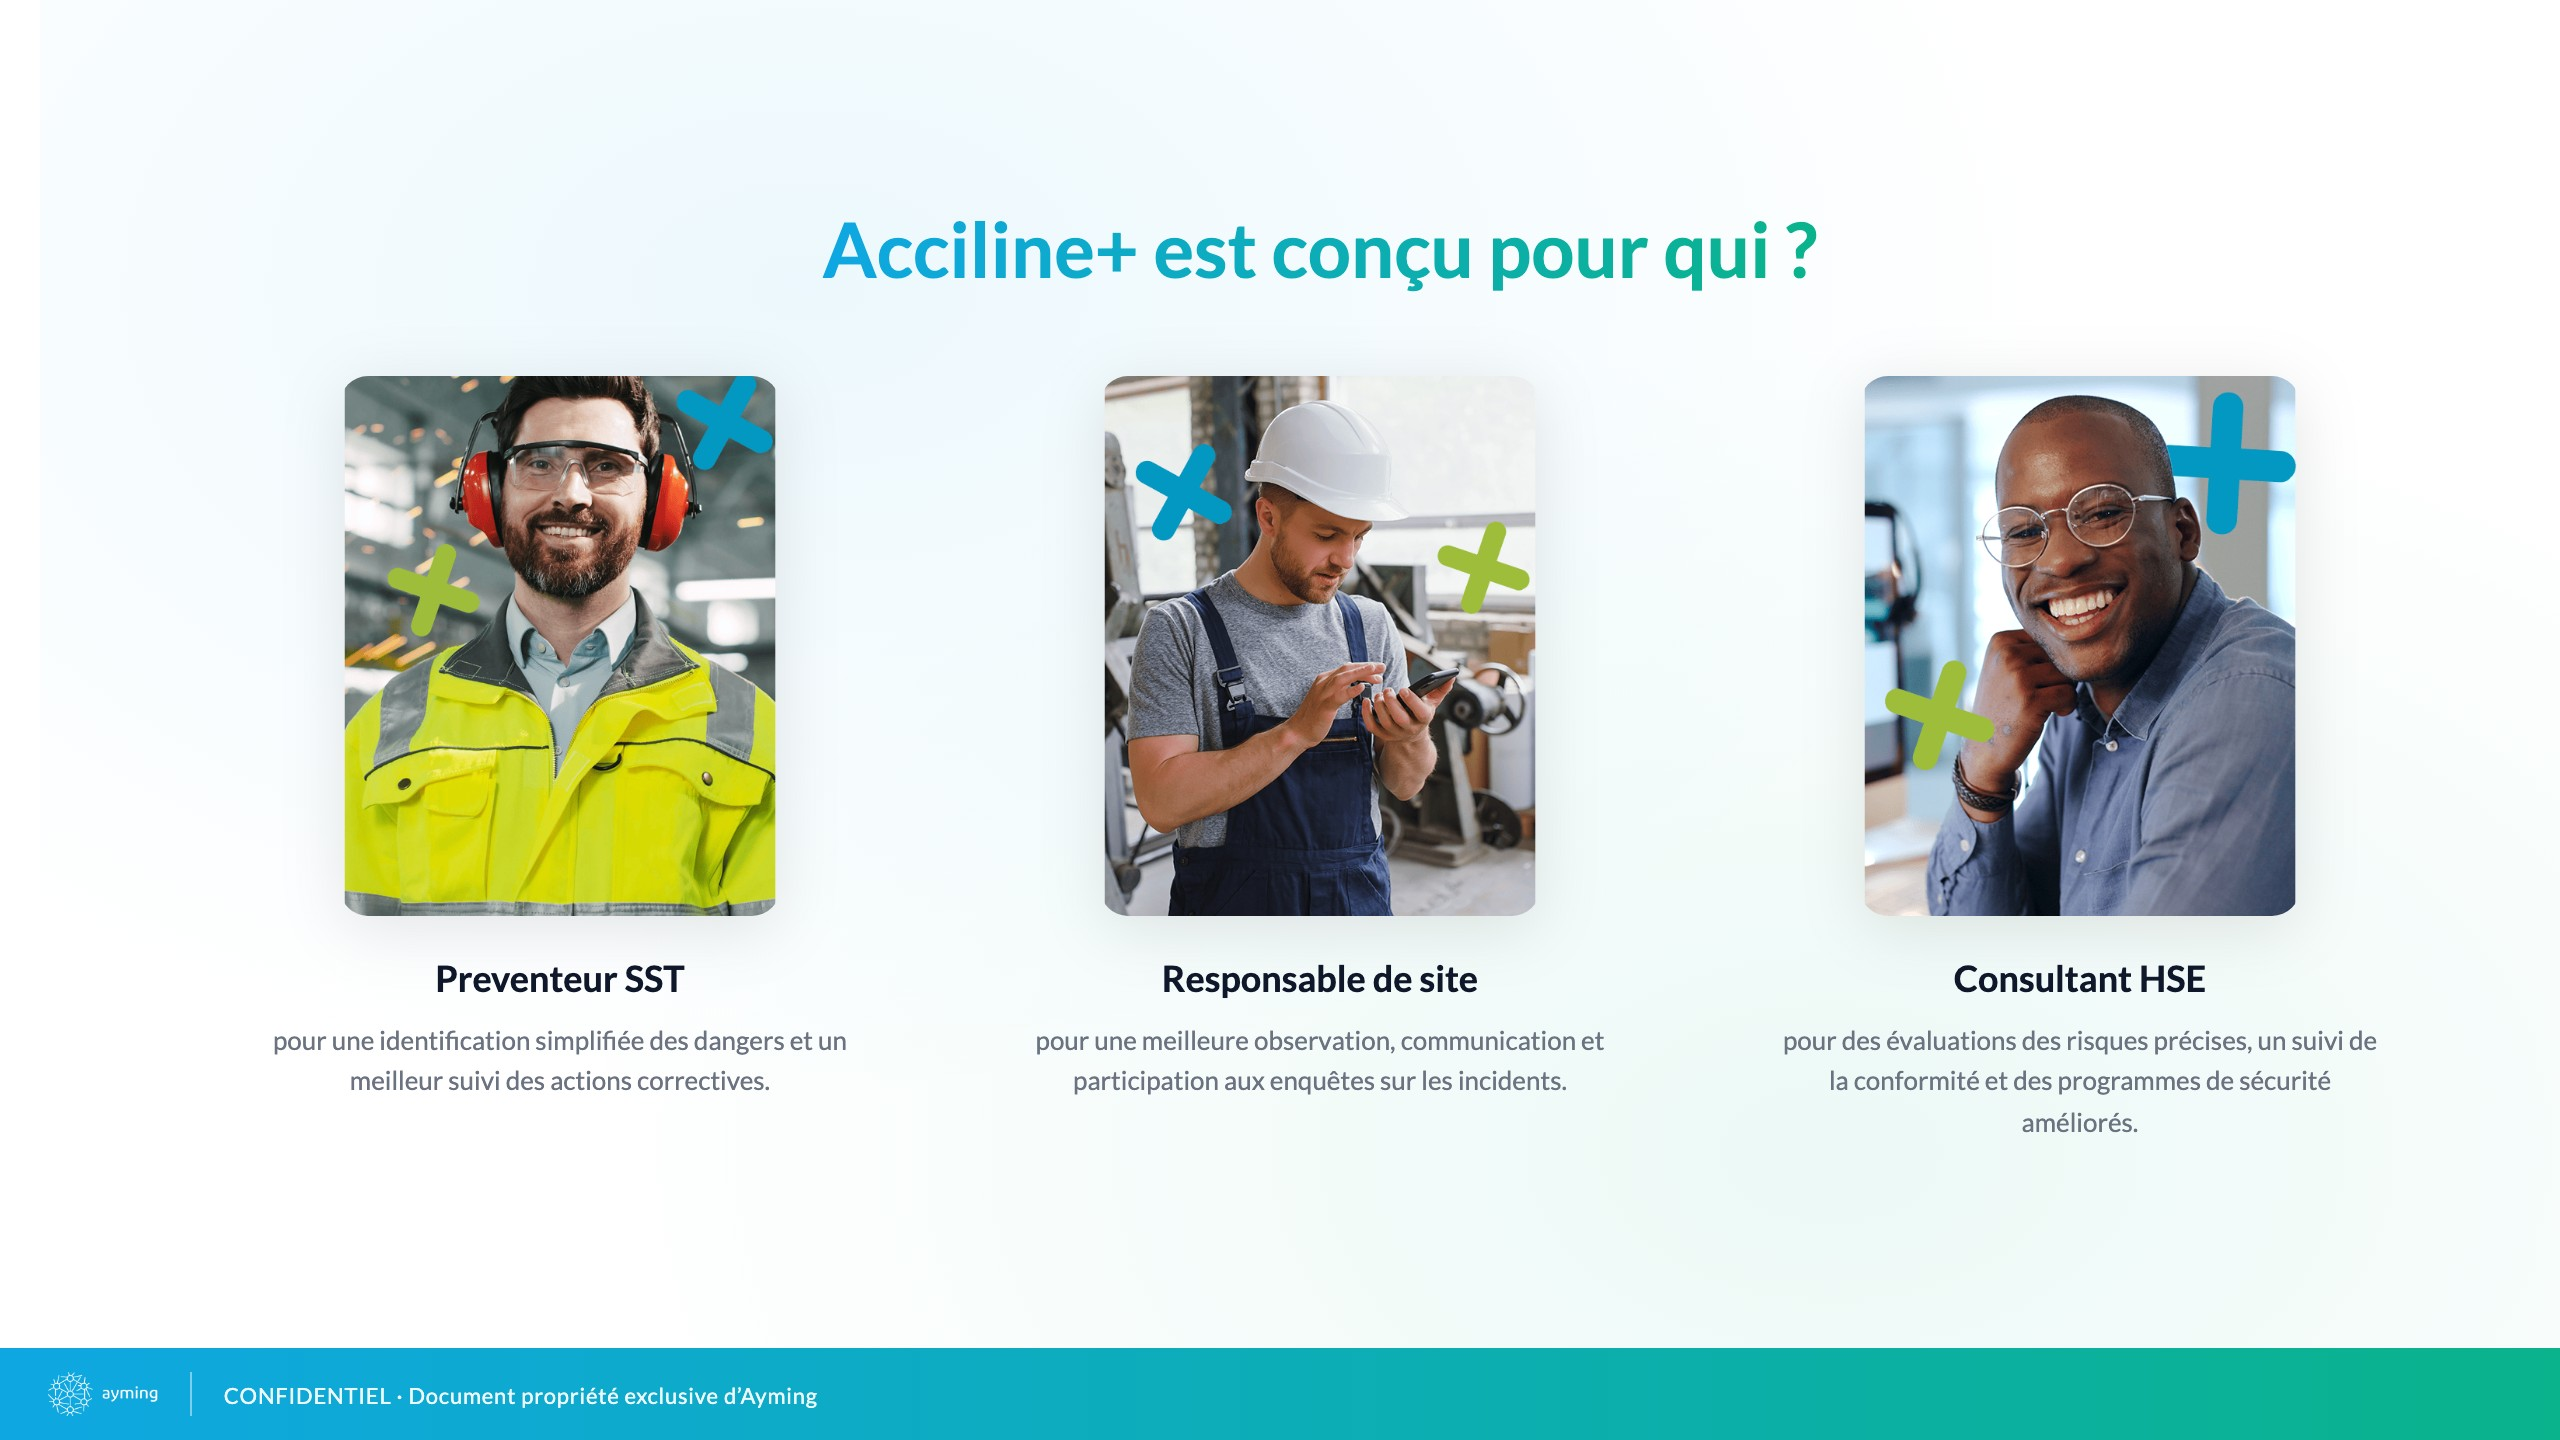 Acciline+ est conçu pour qui ?
Preventeur SST
pour une identification simplifiée des dangers et un
meilleur suivi des actions correctives.
Responsable de site
pour une meilleure observation, communication et
participation aux enquêtes sur les incidents.
Consultant HSE
pour des évaluations des risques précises, un suivi de
la conformité et des programmes de sécurité
améliorés.
ayming
CONFIDENTIEL · Document propriété exclusive d’Ayming